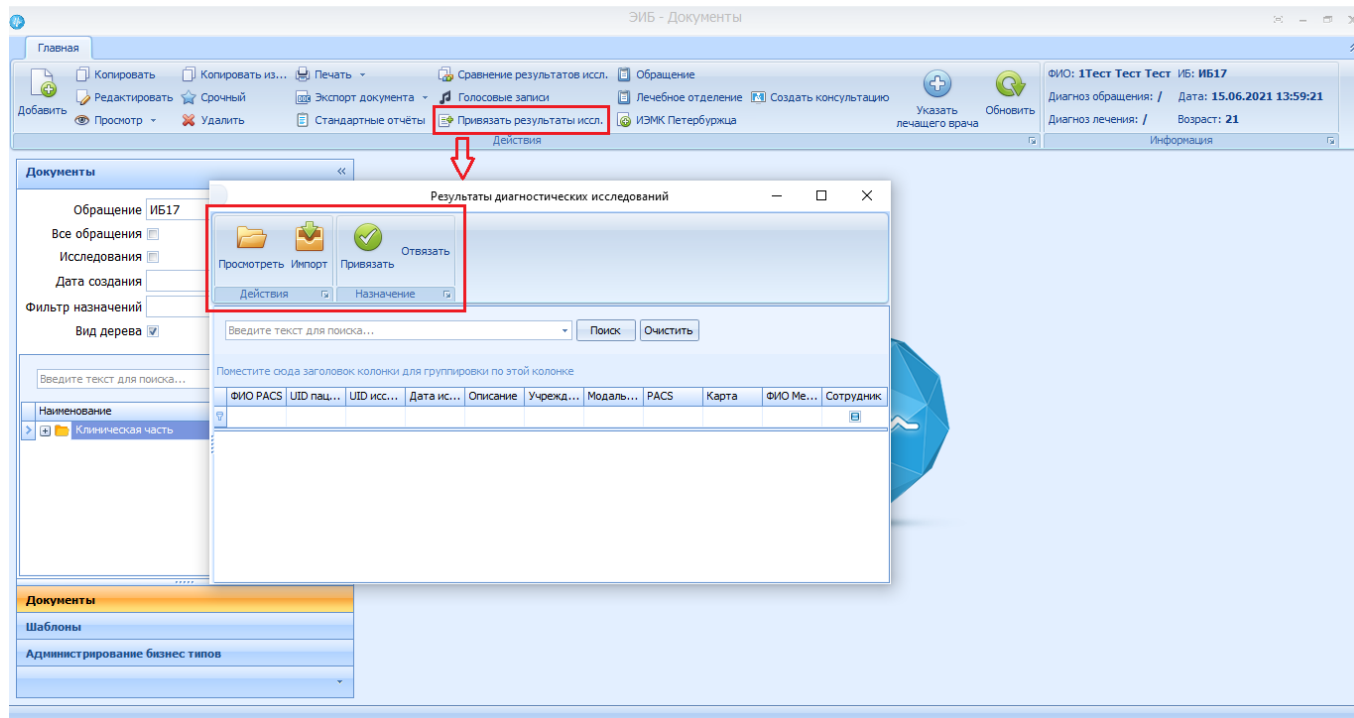 ЭИБ - Документы
Главная
Добавить
Копировать
Копировать из...
Печать
Сравнение результатов иссл.
Обращение
Редактировать
Срочный
Экспорт документа
Голосовые записи
Лечебное отделение
Создать консультацию
Просмотр
Удалить
Стандартные отчёты
Привязать результаты иссл.
ИЭМК Петербуржца
Указать лечащего врача
Обновить
Действия
ФИО: 1Тест Тест Тест ИБ: ИБ17
Диагноз обращения: / Дата: 15.06.2021 13:59:21
Диагноз лечения: / Возраст: 21
Информация
Документы
Обращение ИБ17
Все обращения
Исследования
Дата создания
Фильтр назначений
Вид дерева
Введите текст для поиска...
Наименование
Клиническая часть
Документы
Шаблоны
Администрирование бизнес типов
Результаты диагностических исследований
Просмотреть Импорт Привязать Отвязать
Действия Назначение
Введите текст для поиска... Поиск Очистить
Поместите сюда заголовок колонки для группировки по этой колонке
ФИО PACS UID пац... UID исс... Дата ис... Описание Учрежд... Модаль... PACS Карта ФИО Ме... Сотрудник